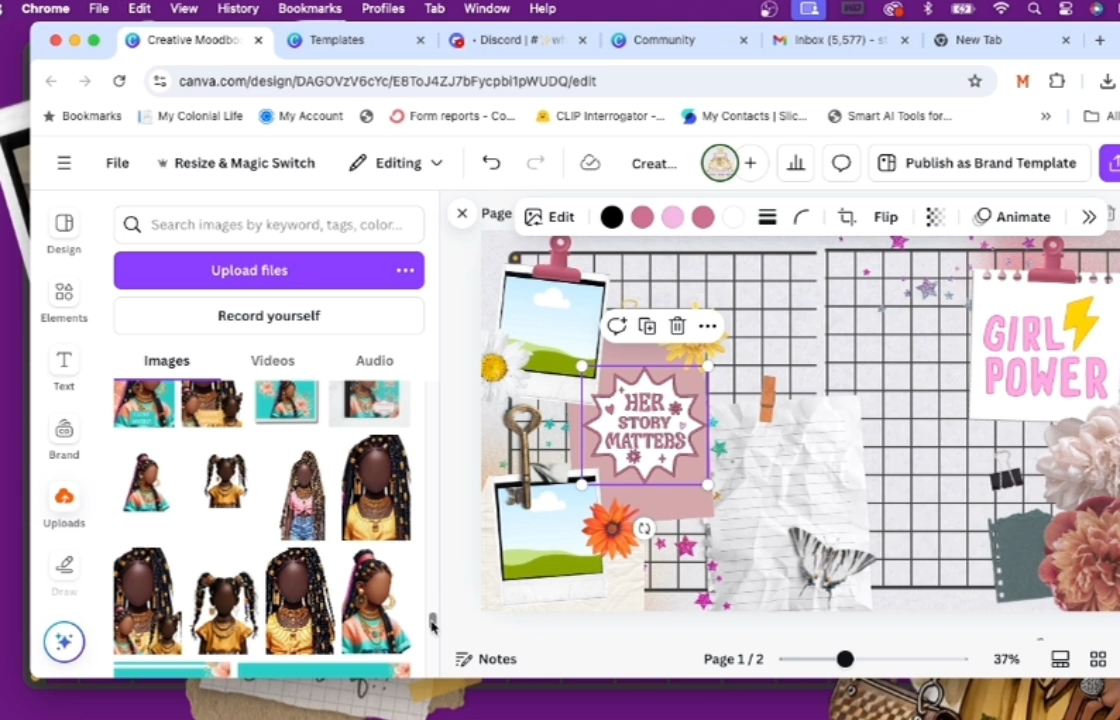 Chrome File Edit View History Bookmarks Profiles Tab Window Help
Creative Moodbo Templates • Discord | # Community Inbox (5,577) – s New Tab
canva.com/design/DAGOVzV6cYc/E8ToJ4ZJ7bFycpbi1pWUDQ/edit
Bookmarks My Colonial Life My Account Form reports - Co... CLIP Interrogator -... My Contacts | Slic... Smart AI Tools for... »
File Resize & Magic Switch Editing Creat... Publish as Brand Template
Search images by keyword, tags, color... Page Edit Flip Animate
Design
Upload files
Elements
Record yourself
Images Videos Audio
Text
Brand
Uploads
Draw
HER
STORY
MATTERS
GIRL
POWER
Notes Page 1 / 2 37%